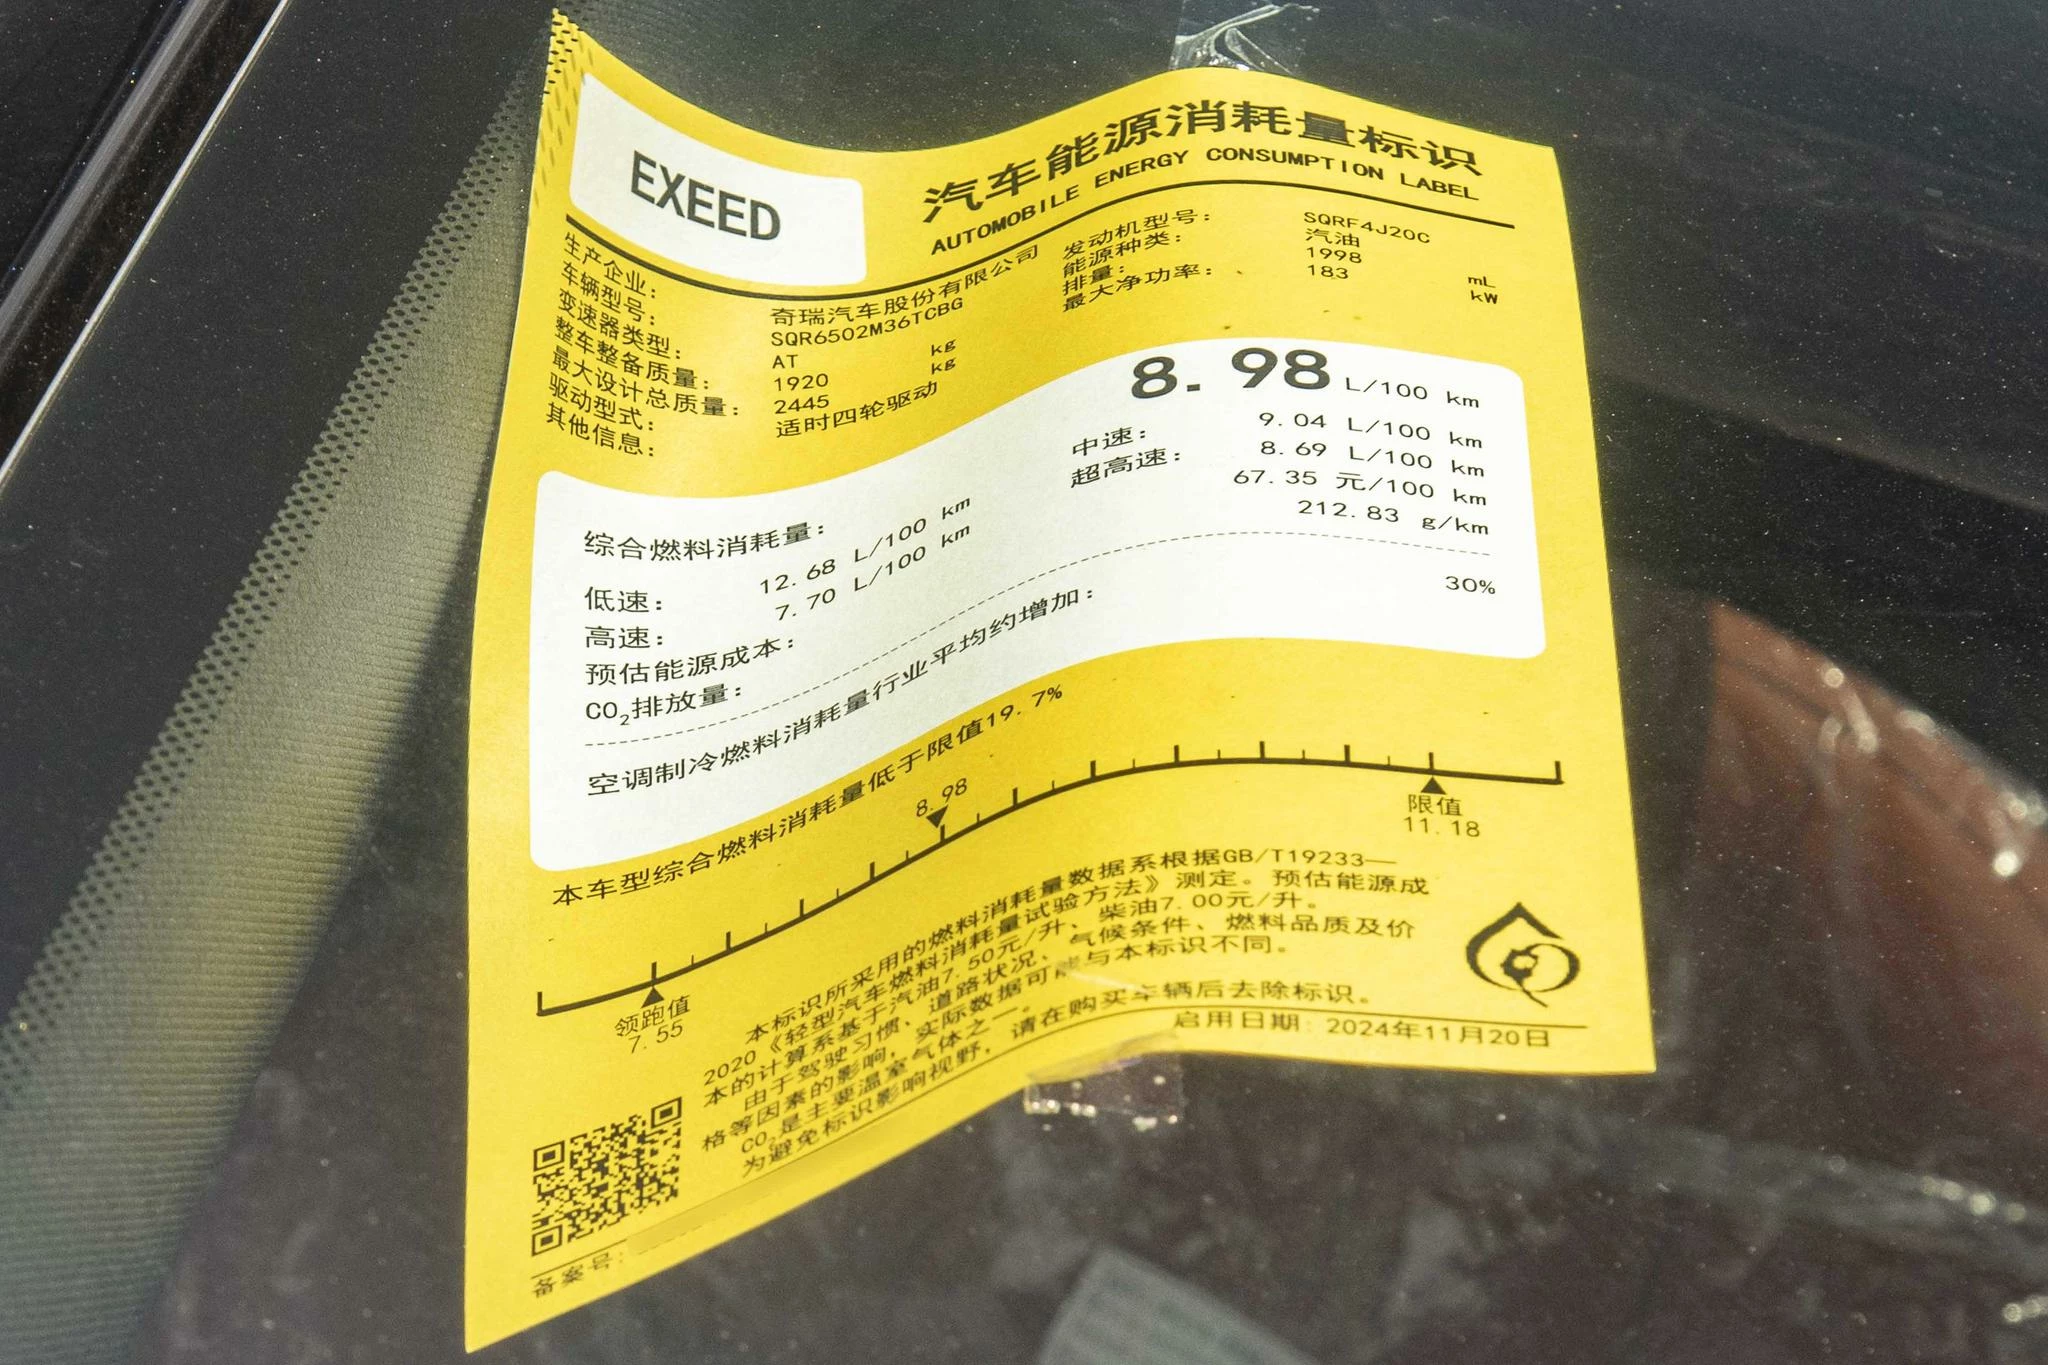 EXEED
汽车能源消耗量标识
AUTOMOBILE ENERGY CONSUMPTION LABEL
生产企业： 奇瑞汽车股份有限公司
车辆型号： SQR6502M36TCBG
变速器类型： AT
整车整备质量： 1920 kg
最大设计总质量： 2445 kg
驱动型式： 适时四轮驱动
其他信息：
发动机型号： SQRF4J20C
能源种类： 汽油
排量： 1998 mL
最大净功率： 183 kW
综合燃料消耗量： 8.98 L/100 km
低速： 12.68 L/100 km 中速： 9.04 L/100 km
高速： 7.70 L/100 km 超高速： 8.69 L/100 km
预估能源成本： 67.35 元/100 km
CO₂排放量： 212.83 g/km
空调制冷燃料消耗量行业平均约增加： 30%
本车型综合燃料消耗量低于限值19.7%
8.98
领跑值
7.55
限值
11.18
本标识所采用的燃料消耗量数据系根据GB/T19233—
2020《轻型汽车燃料消耗量试验方法》测定。预估能源成
本的计算系基于汽油7.50元/升、柴油7.00元/升。
由于驾驶习惯、道路状况、气候条件、燃料品质及价
格等因素的影响，实际数据可能与本标识不同。
CO₂是主要温室气体之一。
为避免标识影响视野，请在购买车辆后去除标识。
备案号：
启用日期：2024年11月20日